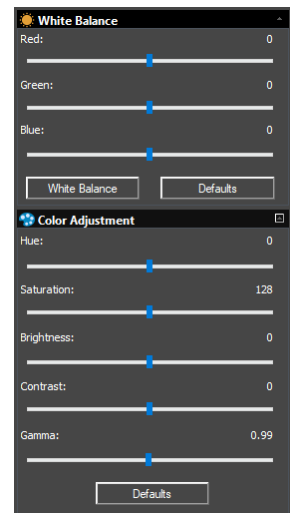 White Balance
Red: 0
Green: 0
Blue: 0
White Balance Defaults
Color Adjustment
Hue: 0
Saturation: 128
Brightness: 0
Contrast: 0
Gamma: 0.99
Defaults